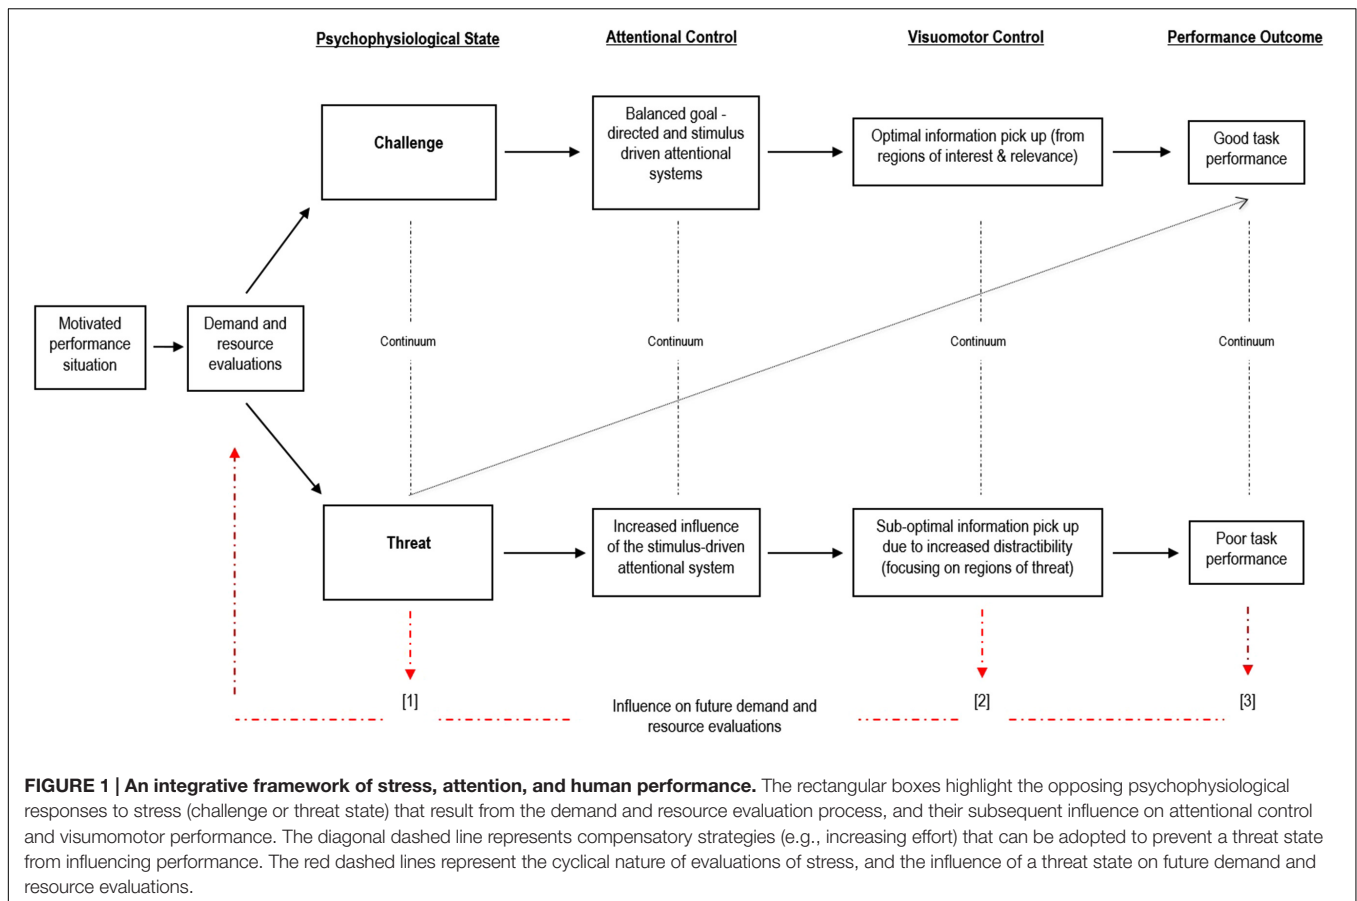 Psychophysiological State
Attentional Control
Visuomotor Control
Performance Outcome
Challenge
Balanced goal -
directed and stimulus
driven attentional
systems
Optimal information pick up (from
regions of interest & relevance)
Good task
performance
Motivated
performance
situation
Demand and
resource
evaluations
Continuum
Continuum
Continuum
Continuum
Threat
Increased influence
of the stimulus-driven
attentional system
Sub-optimal information pick up
due to increased distractibility
(focusing on regions of threat)
Poor task
performance
[1]
Influence on future demand and
resource evaluations
[2]
[3]
FIGURE 1 | An integrative framework of stress, attention, and human performance. The rectangular boxes highlight the opposing psychophysiological
responses to stress (challenge or threat state) that result from the demand and resource evaluation process, and their subsequent influence on attentional control
and visumomotor performance. The diagonal dashed line represents compensatory strategies (e.g., increasing effort) that can be adopted to prevent a threat state
from influencing performance. The red dashed lines represent the cyclical nature of evaluations of stress, and the influence of a threat state on future demand and
resource evaluations.